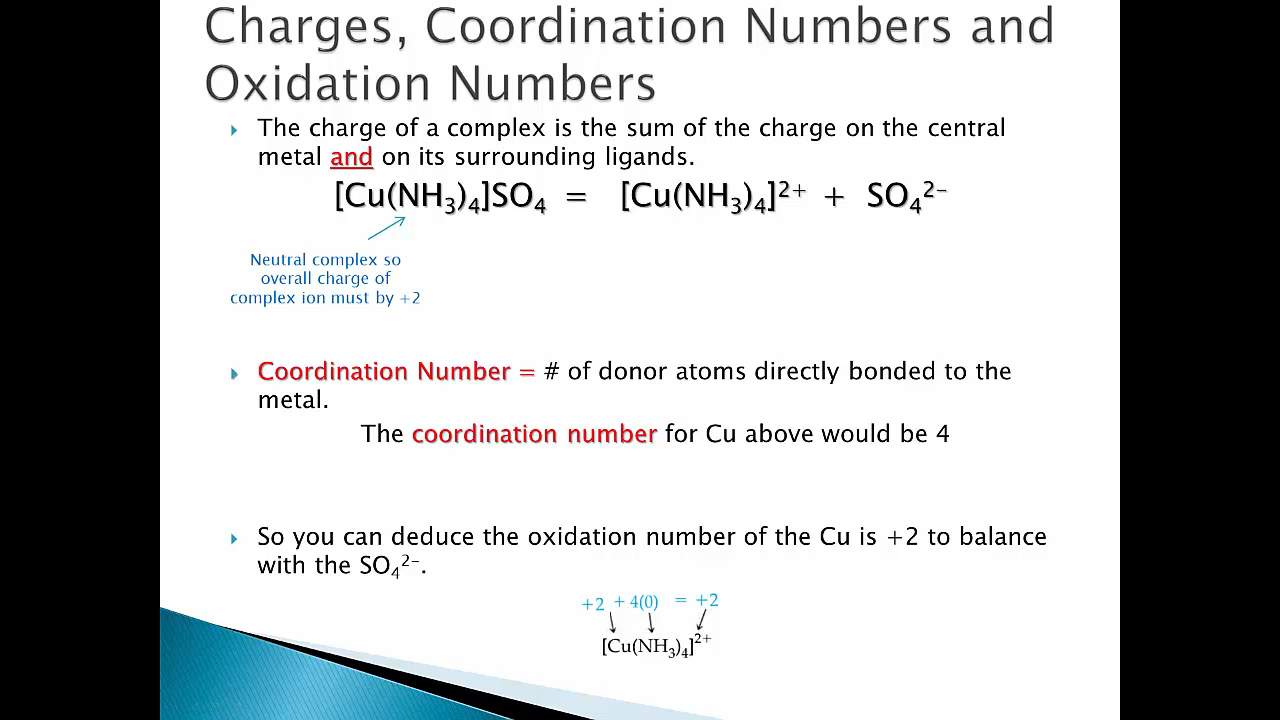 Charges, Coordination Numbers and
Oxidation Numbers
The charge of a complex is the sum of the charge on the central
metal and on its surrounding ligands.
[Cu(NH₃)₄]SO₄ = [Cu(NH₃)₄]²⁺ + SO₄²⁻
Neutral complex so
overall charge of
complex ion must by +2
Coordination Number = # of donor atoms directly bonded to the
metal.
The coordination number for Cu above would be 4
So you can deduce the oxidation number of the Cu is +2 to balance
with the SO₄²⁻.
+2 + 4(0) = +2
[Cu(NH₃)₄]²⁺